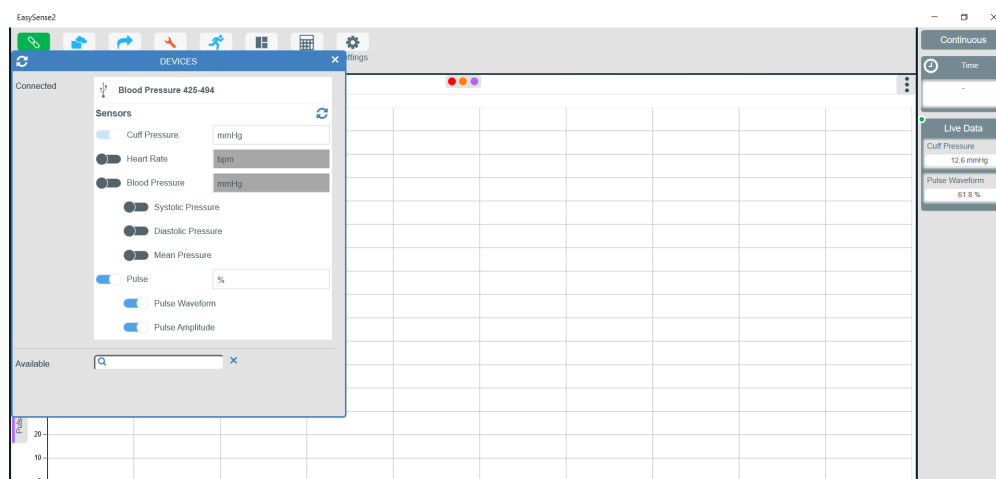 EasySense2
ettings
DEVICES
Connected
Blood Pressure 425-494
Sensors
Cuff Pressure mmHg
Heart Rate bpm
Blood Pressure mmHg
Systolic Pressure
Diastolic Pressure
Mean Pressure
Pulse %
Pulse Waveform
Pulse Amplitude
Available
Puls
20
10
Continuous
Time
-
Live Data
Cuff Pressure
12.6 mmHg
Pulse Waveform
61.8 %